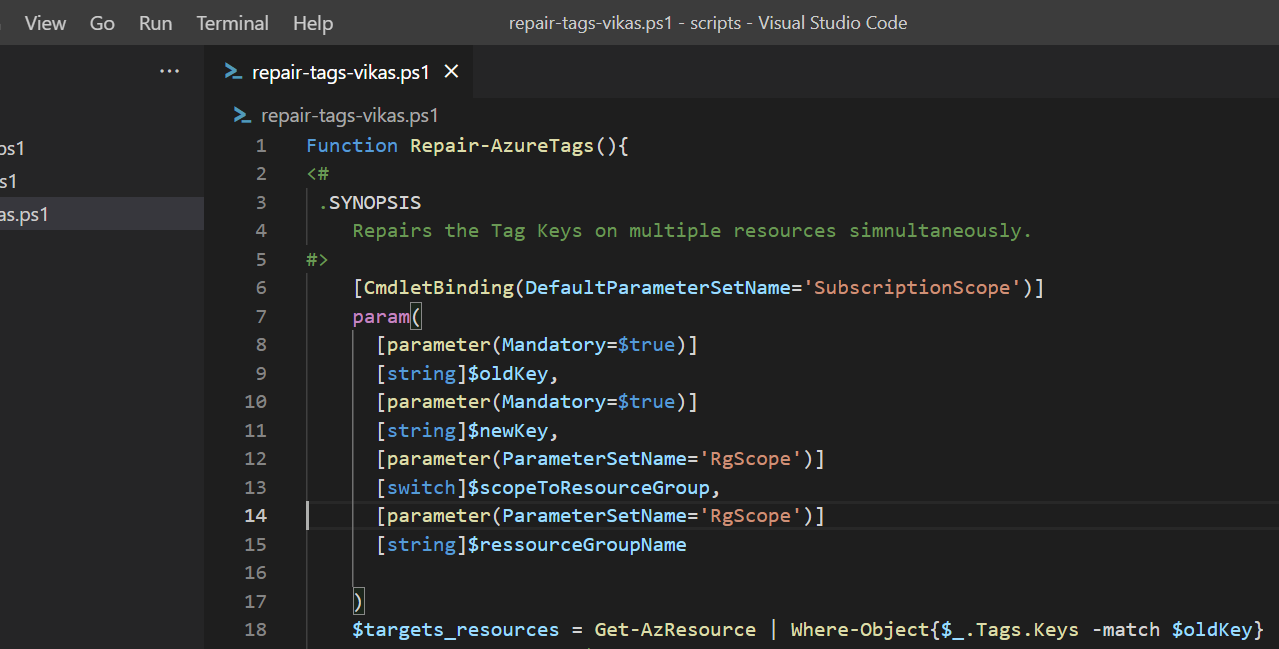 View Go Run Terminal Help repair-tags-vikas.ps1 - scripts - Visual Studio Code
··· repair-tags-vikas.ps1 ×
repair-tags-vikas.ps1
ps1
s1
as.ps1
1 Function Repair-AzureTags(){
2 <#
3 .SYNOPSIS
4 Repairs the Tag Keys on multiple resources simnultaneously.
5 #>
6 [CmdletBinding(DefaultParameterSetName='SubscriptionScope')]
7 param(
8 [parameter(Mandatory=$true)]
9 [string]$oldKey,
10 [parameter(Mandatory=$true)]
11 [string]$newKey,
12 [parameter(ParameterSetName='RgScope')]
13 [switch]$scopeToResourceGroup,
14 [parameter(ParameterSetName='RgScope')]
15 [string]$ressourceGroupName
16
17 )
18 $targets_resources = Get-AzResource | Where-Object{$_.Tags.Keys -match $oldKey}